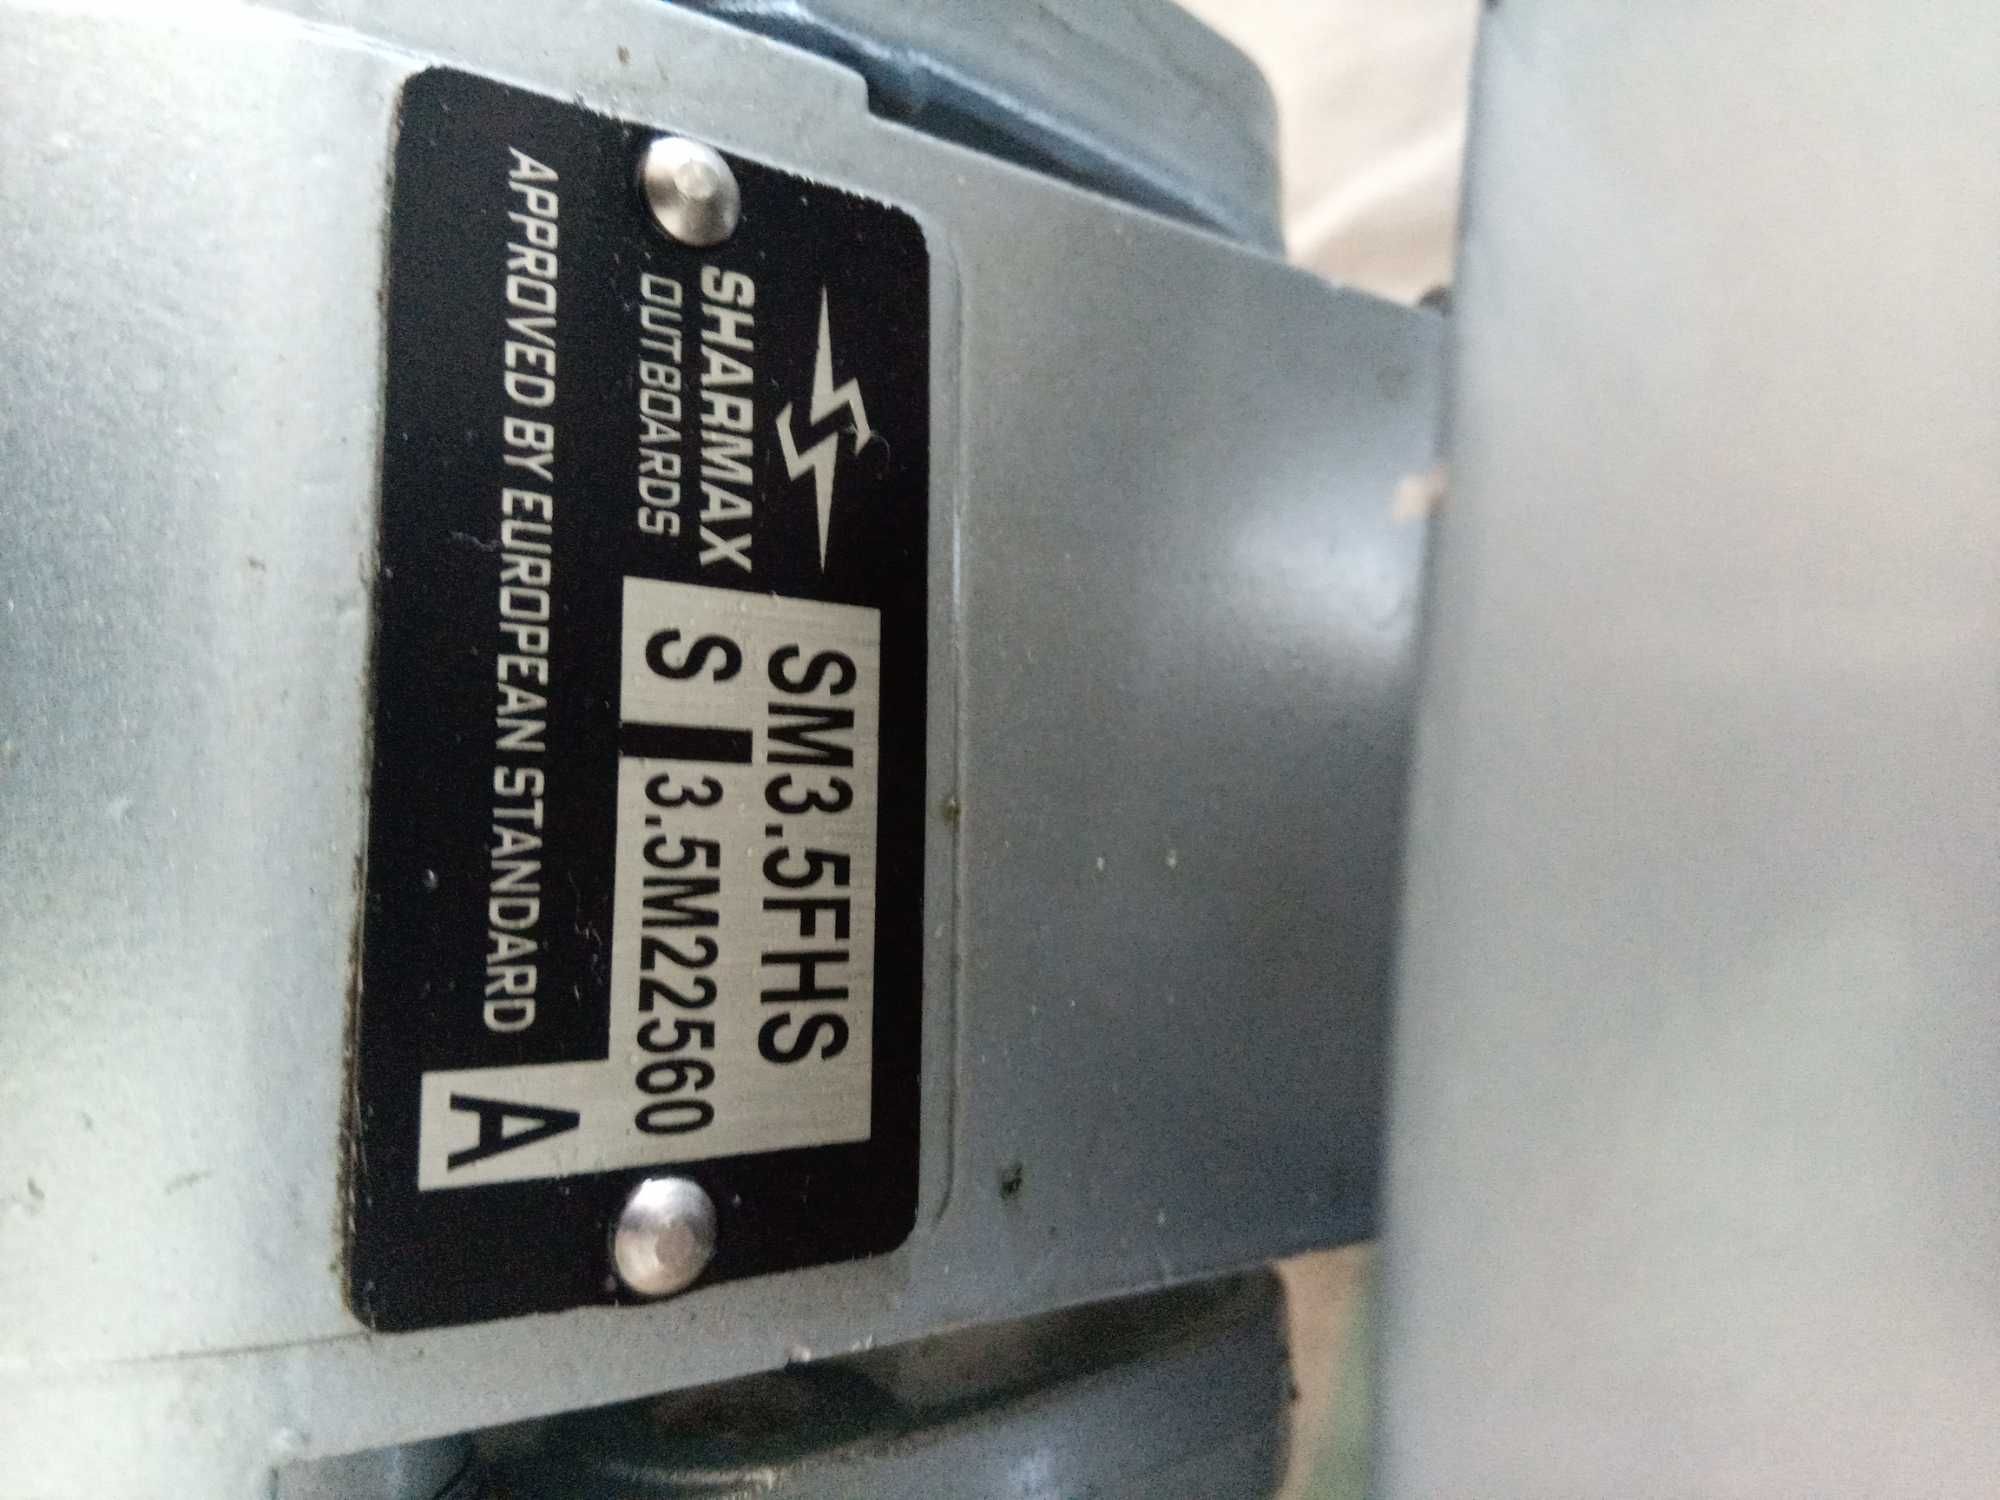 SHARMAX
OUTBOARDS
SM3.5FHS
S 3.5M22560
APPROVED BY EUROPEAN STANDARD
A